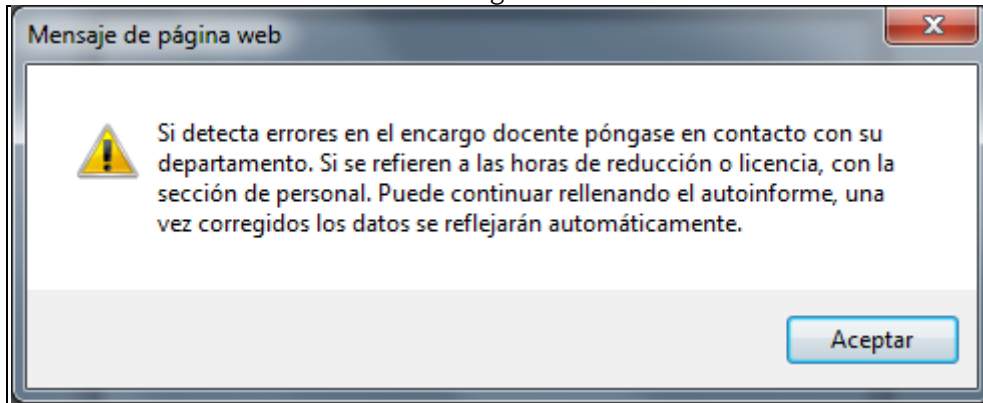 Mensaje de página web
Si detecta errores en el encargo docente póngase en contacto con su
departamento. Si se refieren a las horas de reducción o licencia, con la
sección de personal. Puede continuar rellenando el autoinforme, una
vez corregidos los datos se reflejarán automáticamente.
Aceptar